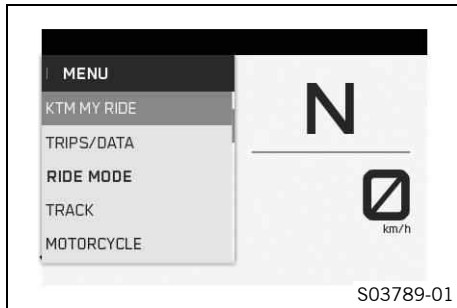 MENU
KTM MY RIDE
TRIPS/DATA
RIDE MODE
TRACK
MOTORCYCLE
N
0
km/h
S03789-01